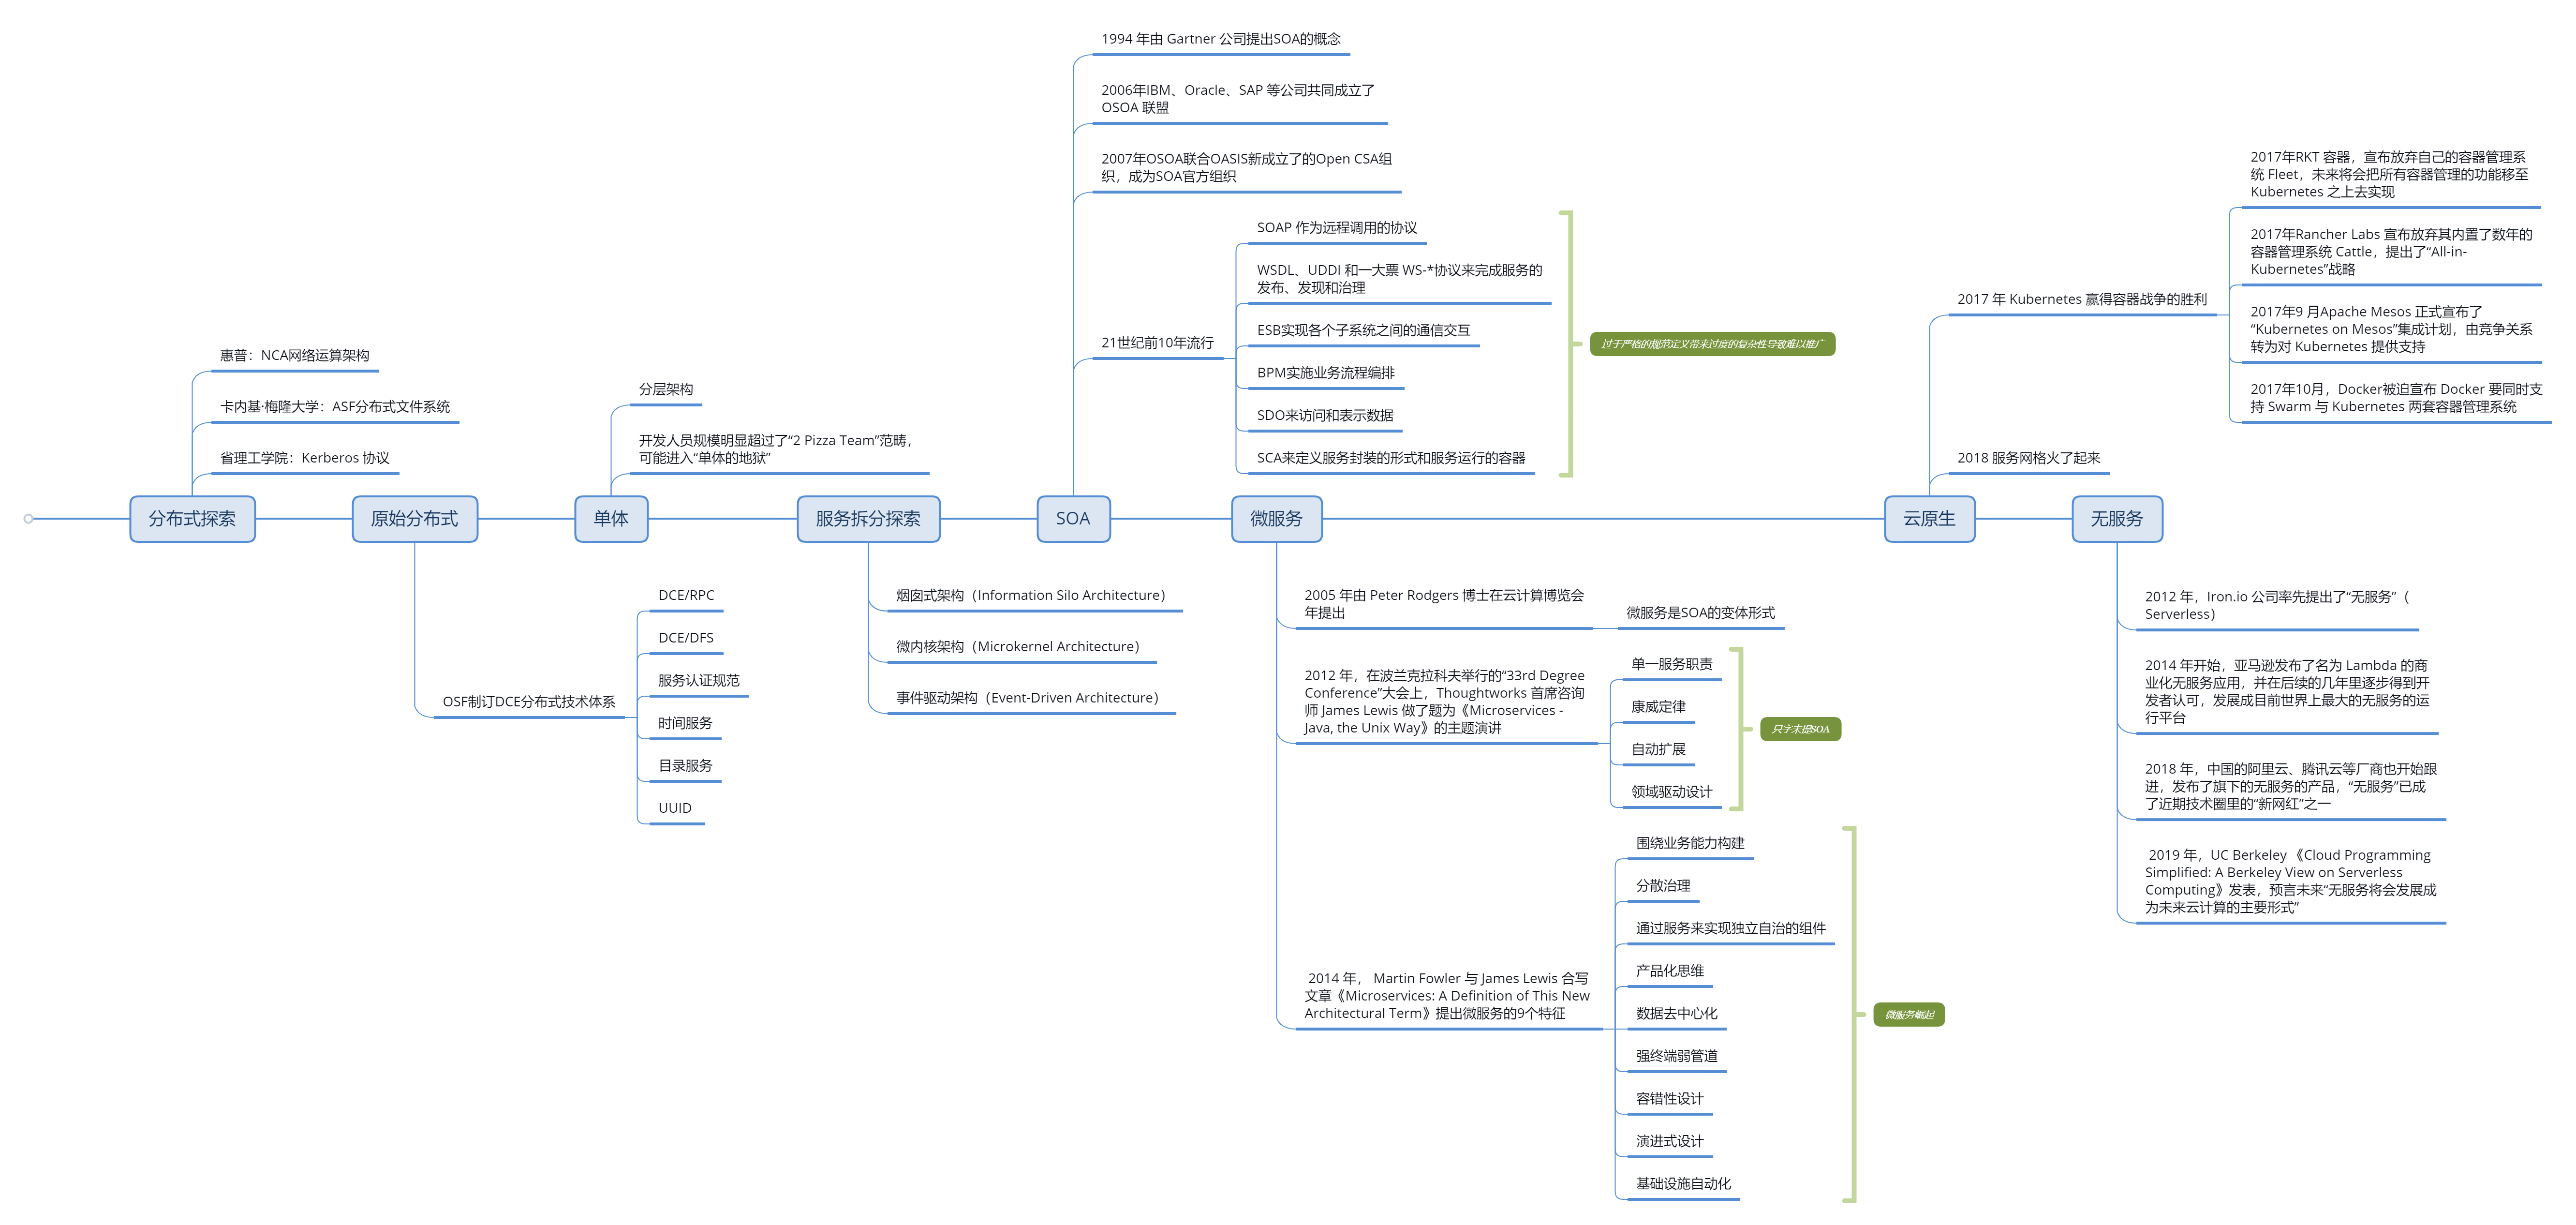 惠普：NCA网络运算架构
卡内基·梅隆大学：ASF分布式文件系统
省理工学院：Kerberos 协议
分布式探索
原始分布式
OSF制订DCE分布式技术体系
DCE/RPC
DCE/DFS
服务认证规范
时间服务
目录服务
UUID
分层架构
开发人员规模明显超过了“2 Pizza Team”范畴，
可能进入“单体的地狱”
单体
服务拆分探索
烟囱式架构（Information Silo Architecture）
微内核架构（Microkernel Architecture）
事件驱动架构（Event-Driven Architecture）
1994 年由 Gartner 公司提出SOA的概念
2006年IBM、Oracle、SAP 等公司共同成立了
OSOA 联盟
2007年OSOA联合OASIS新成立了的Open CSA组
织，成为SOA官方组织
21世纪前10年流行
SOAP 作为远程调用的协议
WSDL、UDDI 和一大票 WS-*协议来完成服务的
发布、发现和治理
ESB实现各个子系统之间的通信交互
BPM实施业务流程编排
SDO来访问和表示数据
SCA来定义服务封装的形式和服务运行的容器
过于严格的规范定义带来过度的复杂性导致难以推广
SOA
微服务
2005 年由 Peter Rodgers 博士在云计算博览会
年提出
微服务是SOA的变体形式
2012 年，在波兰克拉科夫举行的“33rd Degree
Conference”大会上，Thoughtworks 首席咨询
师 James Lewis 做了题为《Microservices -
Java, the Unix Way》的主题演讲
单一服务职责
康威定律
自动扩展
领域驱动设计
只字未提SOA
2014 年， Martin Fowler 与 James Lewis 合写
文章《Microservices: A Definition of This New
Architectural Term》提出微服务的9个特征
围绕业务能力构建
分散治理
通过服务来实现独立自治的组件
产品化思维
数据去中心化
强终端弱管道
容错性设计
演进式设计
基础设施自动化
微服务崛起
2017 年 Kubernetes 赢得容器战争的胜利
2017年RKT 容器，宣布放弃自己的容器管理系
统 Fleet，未来将会把所有容器管理的功能移至
Kubernetes 之上去实现
2017年Rancher Labs 宣布放弃其内置了数年的
容器管理系统 Cattle，提出了“All-in-
Kubernetes”战略
2017年9 月Apache Mesos 正式宣布了
“Kubernetes on Mesos”集成计划，由竞争关系
转为对 Kubernetes 提供支持
2017年10月，Docker被迫宣布 Docker 要同时支
持 Swarm 与 Kubernetes 两套容器管理系统
2018 服务网格火了起来
云原生
无服务
2012 年，Iron.io 公司率先提出了“无服务”（
Serverless）
2014 年开始，亚马逊发布了名为 Lambda 的商
业化无服务应用，并在后续的几年里逐步得到开
发者认可，发展成目前世界上最大的无服务的运
行平台
2018 年，中国的阿里云、腾讯云等厂商也开始跟
进，发布了旗下的无服务的产品，“无服务”已成
了近期技术圈里的“新网红”之一
2019 年，UC Berkeley 《Cloud Programming
Simplified: A Berkeley View on Serverless
Computing》发表，预言未来“无服务将会发展成
为未来云计算的主要形式”